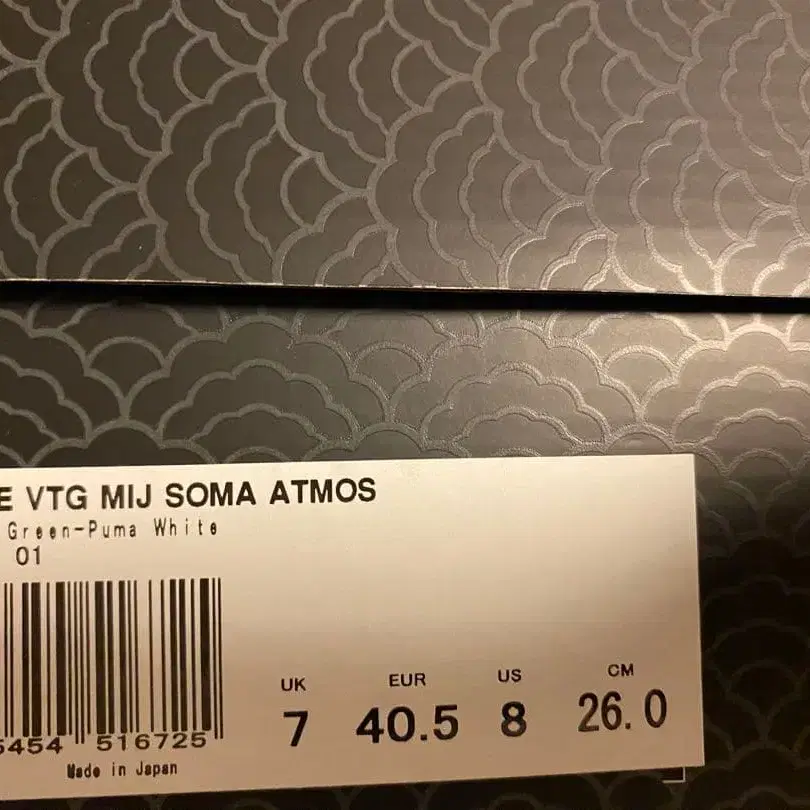 E VTG MIJ SOMA ATMOS
Green-Puma White
01
UK EUR US CM
7 40.5 8 26.0
5454 516725
Made in Japan